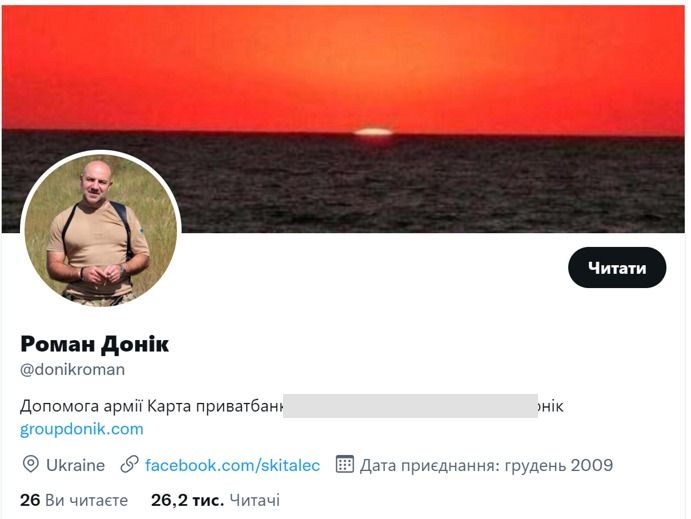 Читати
Роман Донік
@donikroman
Допомога армії Карта приватбанк
groupdonik.com
Ukraine facebook.com/skitalec Дата приєднання: грудень 2009
26 Ви читаєте 26,2 тис. Читачі